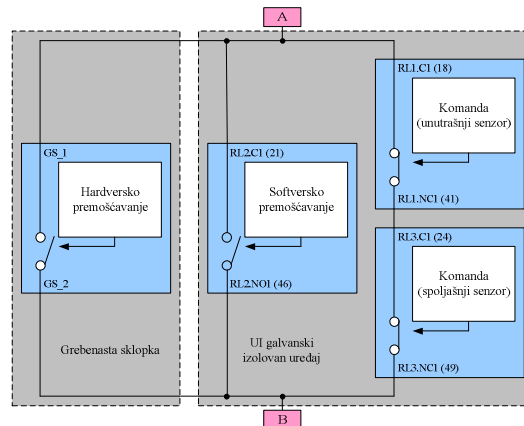 A
RL1.C1 (18)
Komanda
(unutrašnji senzor)
RL1.NC1 (41)
GS_1
Hardversko
premošćavanje
GS_2
RL2.C1 (21)
Softversko
premošćavanje
RL2.NO1 (46)
RL3.C1 (24)
Komanda
(spoljašnji senzor)
RL3.NC1 (49)
Grebenasta sklopka
UI galvanski
izolovan uređaj
B